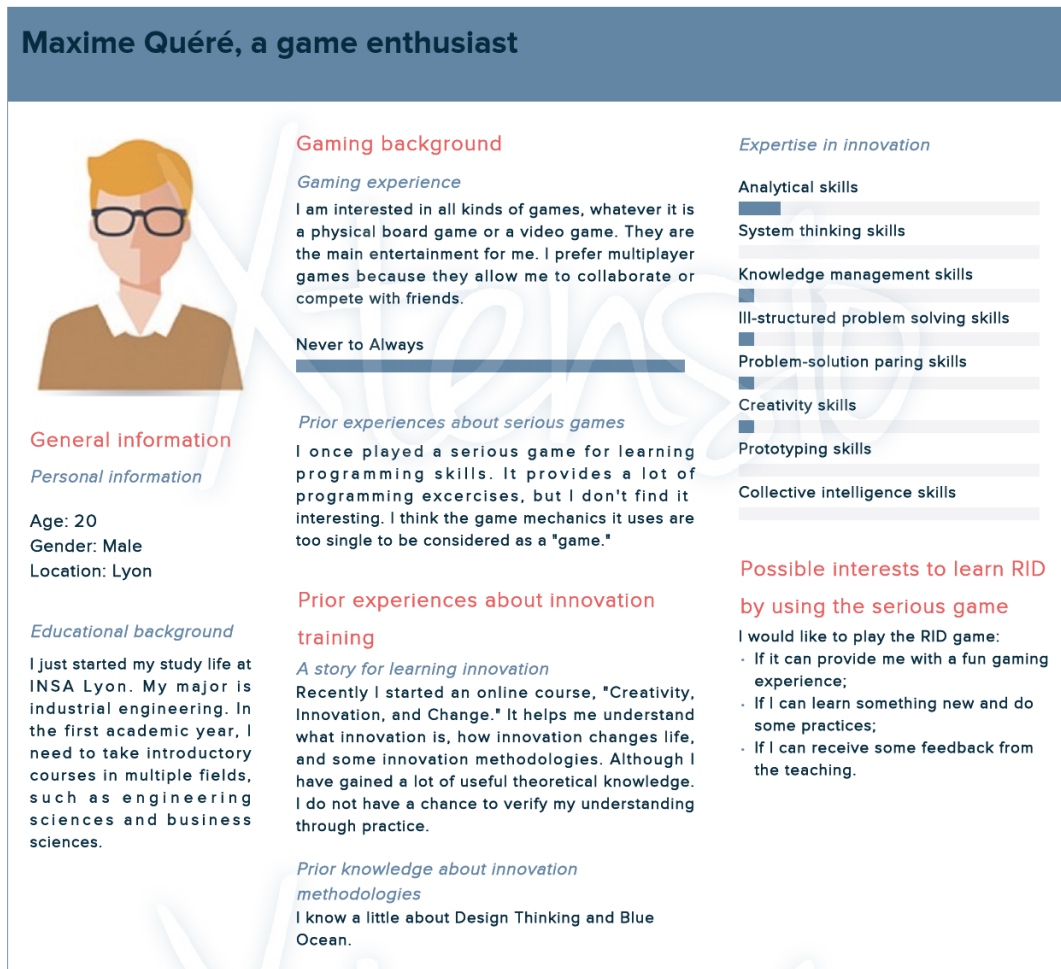 Maxime Quéré, a game enthusiast
General information
Personal information
Age: 20
Gender: Male
Location: Lyon
Educational background
I just started my study life at
INSA Lyon. My major is
industrial engineering. In
the first academic year, I
need to take introductory
courses in multiple fields,
such as engineering
sciences and business
sciences.
Gaming background
Gaming experience
I am interested in all kinds of games, whatever it is
a physical board game or a video game. They are
the main entertainment for me. I prefer multiplayer
games because they allow me to collaborate or
compete with friends.
Never to Always
Prior experiences about serious games
I once played a serious game for learning
programming skills. It provides a lot of
programming excercises, but I don't find it
interesting. I think the game mechanics it uses are
too single to be considered as a "game."
Prior experiences about innovation
training
A story for learning innovation
Recently I started an online course, "Creativity,
Innovation, and Change." It helps me understand
what innovation is, how innovation changes life,
and some innovation methodologies. Although I
have gained a lot of useful theoretical knowledge.
I do not have a chance to verify my understanding
through practice.
Prior knowledge about innovation
methodologies
I know a little about Design Thinking and Blue
Ocean.
Expertise in innovation
Analytical skills
System thinking skills
Knowledge management skills
Ill-structured problem solving skills
Problem-solution paring skills
Creativity skills
Prototyping skills
Collective intelligence skills
Possible interests to learn RID
by using the serious game
I would like to play the RID game:
· If it can provide me with a fun gaming
experience;
· If I can learn something new and do
some practices;
· If I can receive some feedback from
the teaching.
Xtensio